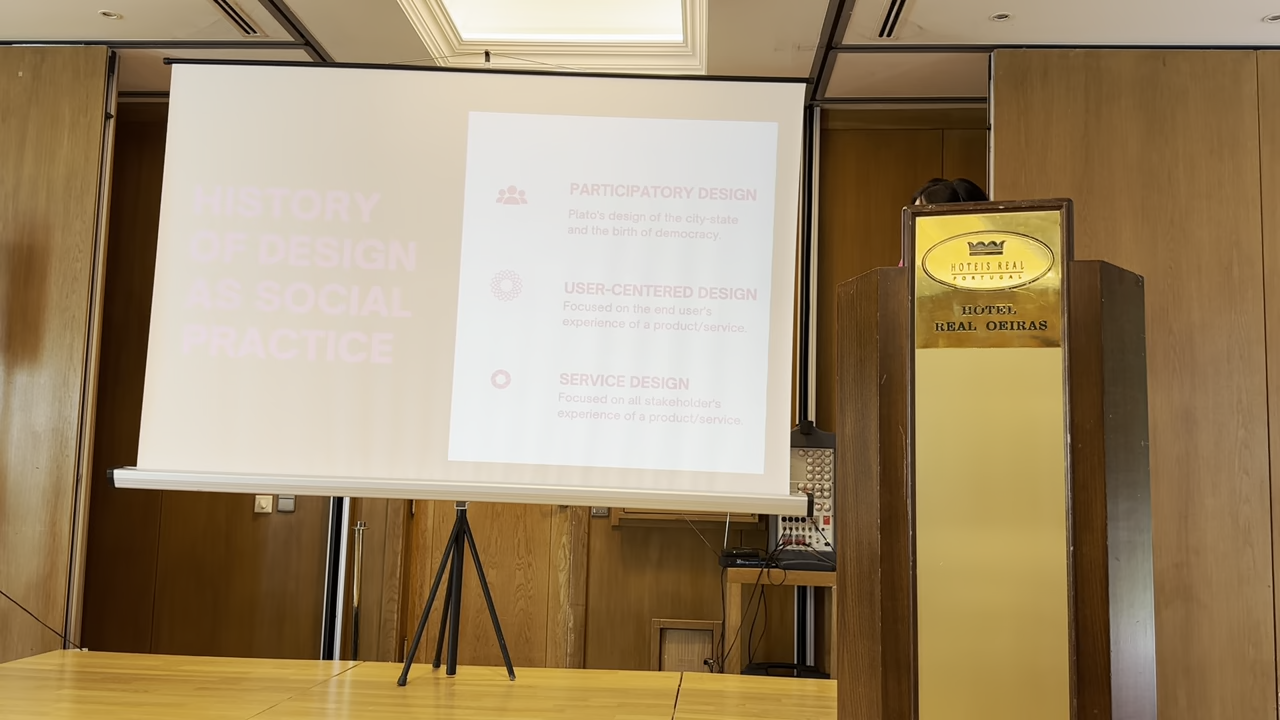 HISTORY
OF DESIGN
AS SOCIAL
PRACTICE
PARTICIPATORY DESIGN
Plato's design of the city-state
and the birth of democracy.
USER-CENTERED DESIGN
Focused on the end user's
experience of a product/service.
SERVICE DESIGN
Focused on all stakeholder's
experience of a product/service.
HOTEIS REAL
PORTUGAL
HOTEL
REAL OEIRAS